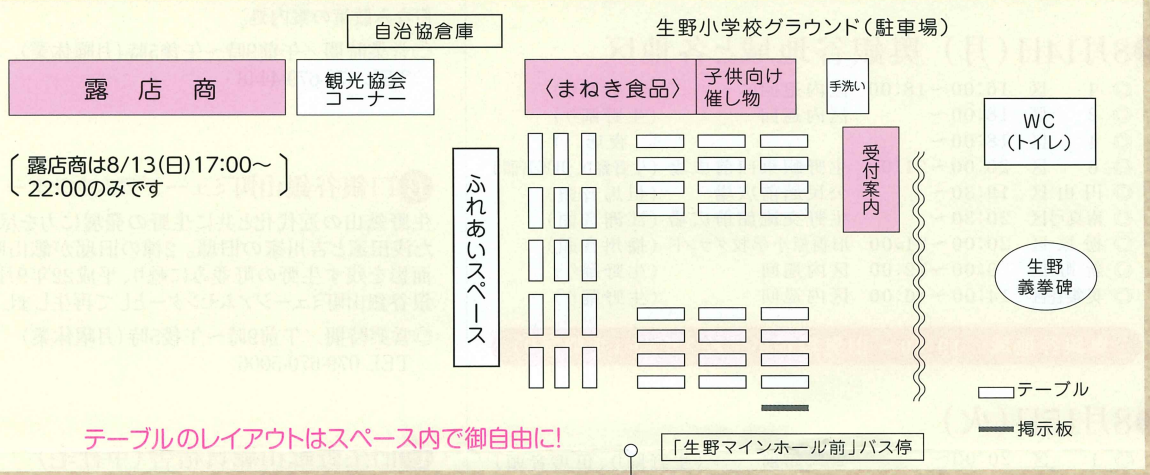 生野小学校グラウンド（駐車場）
自治協倉庫
露店商
観光協会
コーナー
〈まねき食品〉
子供向け
催し物
手洗い
WC
（トイレ）
露店商は8/13(日)17:00～
22:00のみです
ふれあいスペース
受付案内
生野
義挙碑
テーブル
掲示板
テーブルのレイアウトはスペース内で御自由に!
「生野マインホール前」バス停